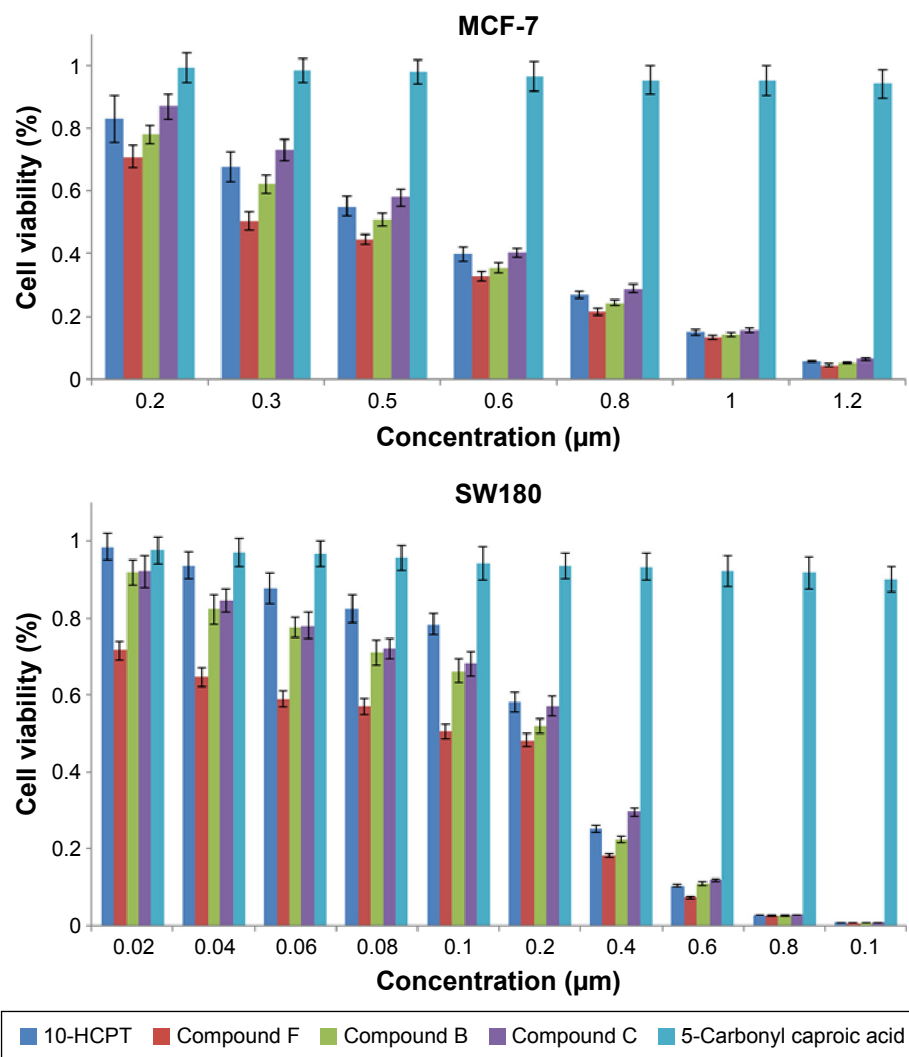 MCF-7
Cell viability (%)
1
0.8
0.6
0.4
0.2
0
0.2 0.3 0.5 0.6 0.8 1 1.2
Concentration (µm)
SW180
Cell viability (%)
1
0.8
0.6
0.4
0.2
0
0.02 0.04 0.06 0.08 0.1 0.2 0.4 0.6 0.8 0.1
Concentration (µm)
10-HCPT Compound F Compound B Compound C 5-Carbonyl caproic acid